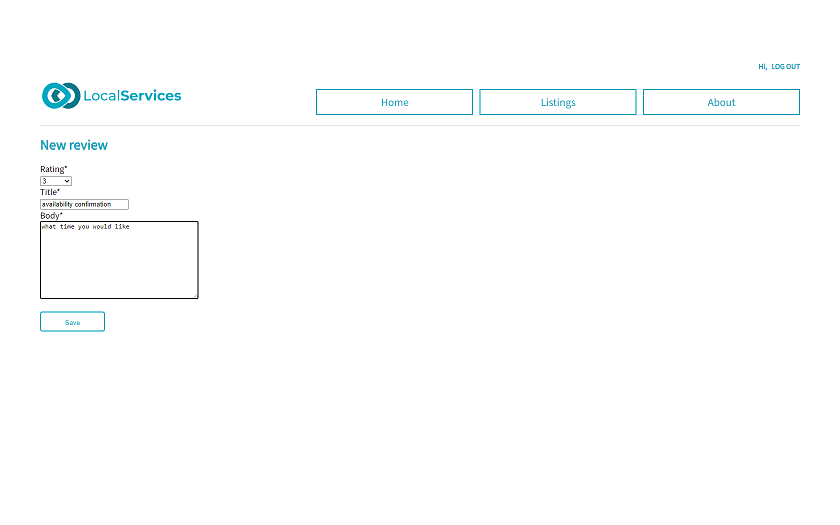 Hi, LOG OUT
LocalServices
Home
Listings
About
New review
Rating*
3
Title*
availability confirmation
Body*
what time you would like
Save